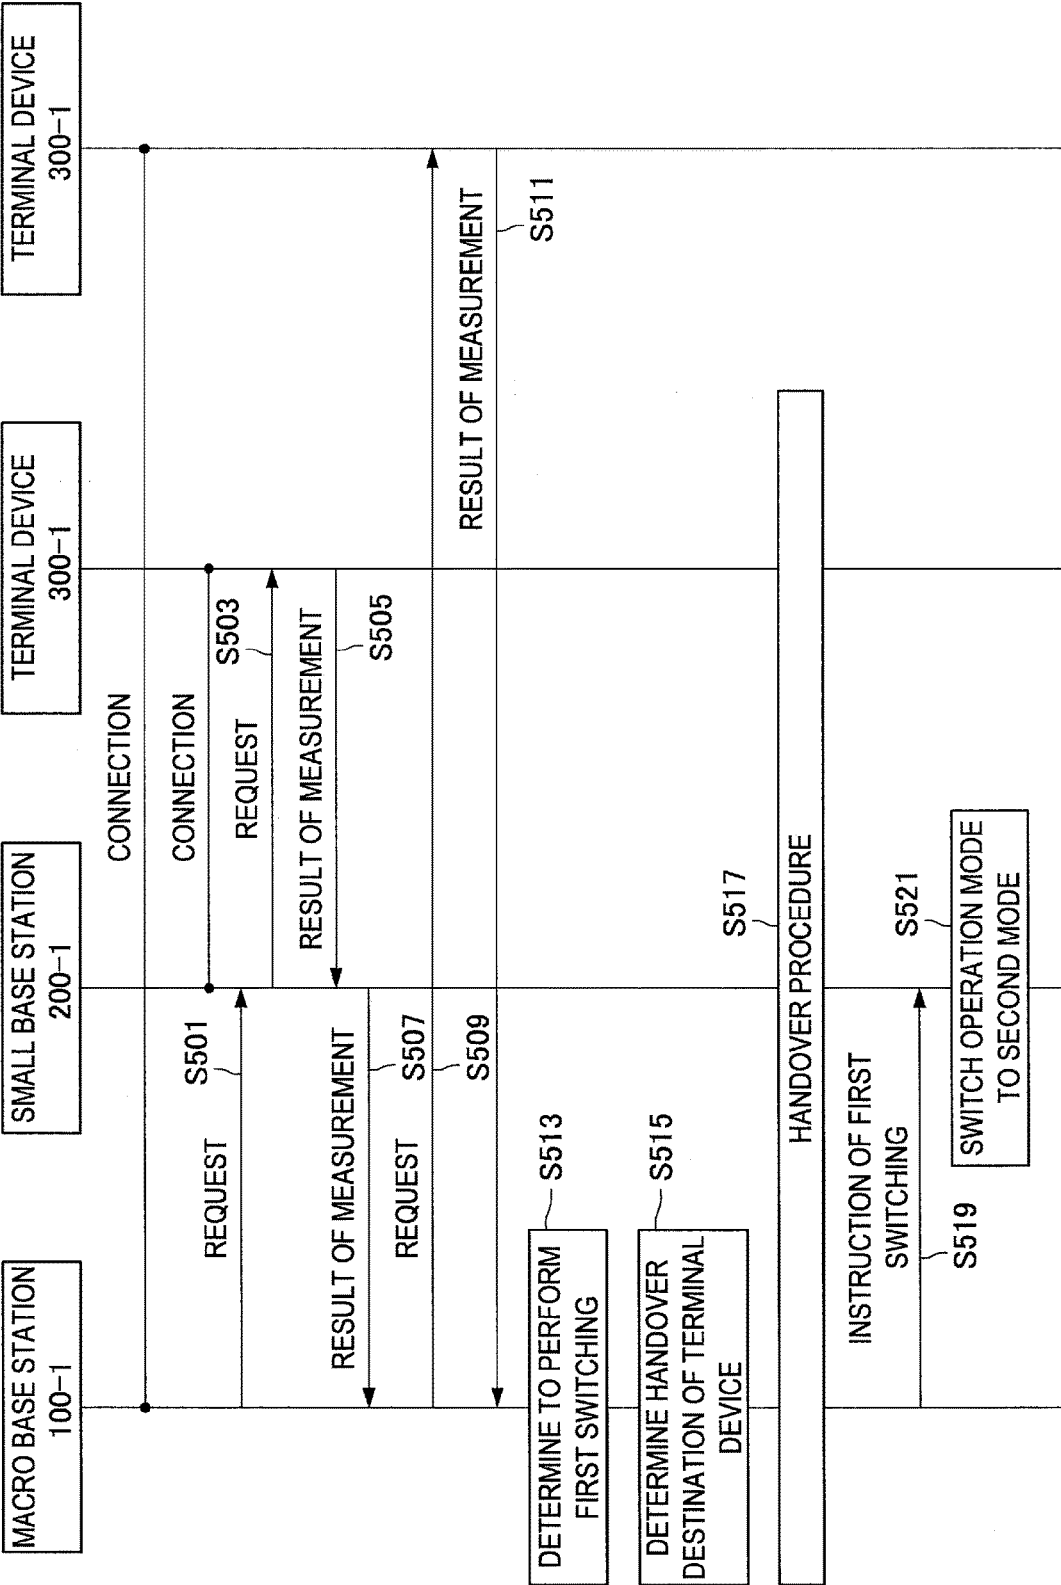 MACRO BASE STATION
100-1
SMALL BASE STATION
200-1
TERMINAL DEVICE
300-1
TERMINAL DEVICE
300-1
CONNECTION
CONNECTION
REQUEST
S501
REQUEST
S503
RESULT OF MEASUREMENT
S505
RESULT OF MEASUREMENT
S507
REQUEST
S509
RESULT OF MEASUREMENT
S511
DETERMINE TO PERFORM
FIRST SWITCHING
S513
DETERMINE HANDOVER
DESTINATION OF TERMINAL
DEVICE
S515
HANDOVER PROCEDURE
S517
INSTRUCTION OF FIRST
SWITCHING
S519
SWITCH OPERATION MODE
TO SECOND MODE
S521